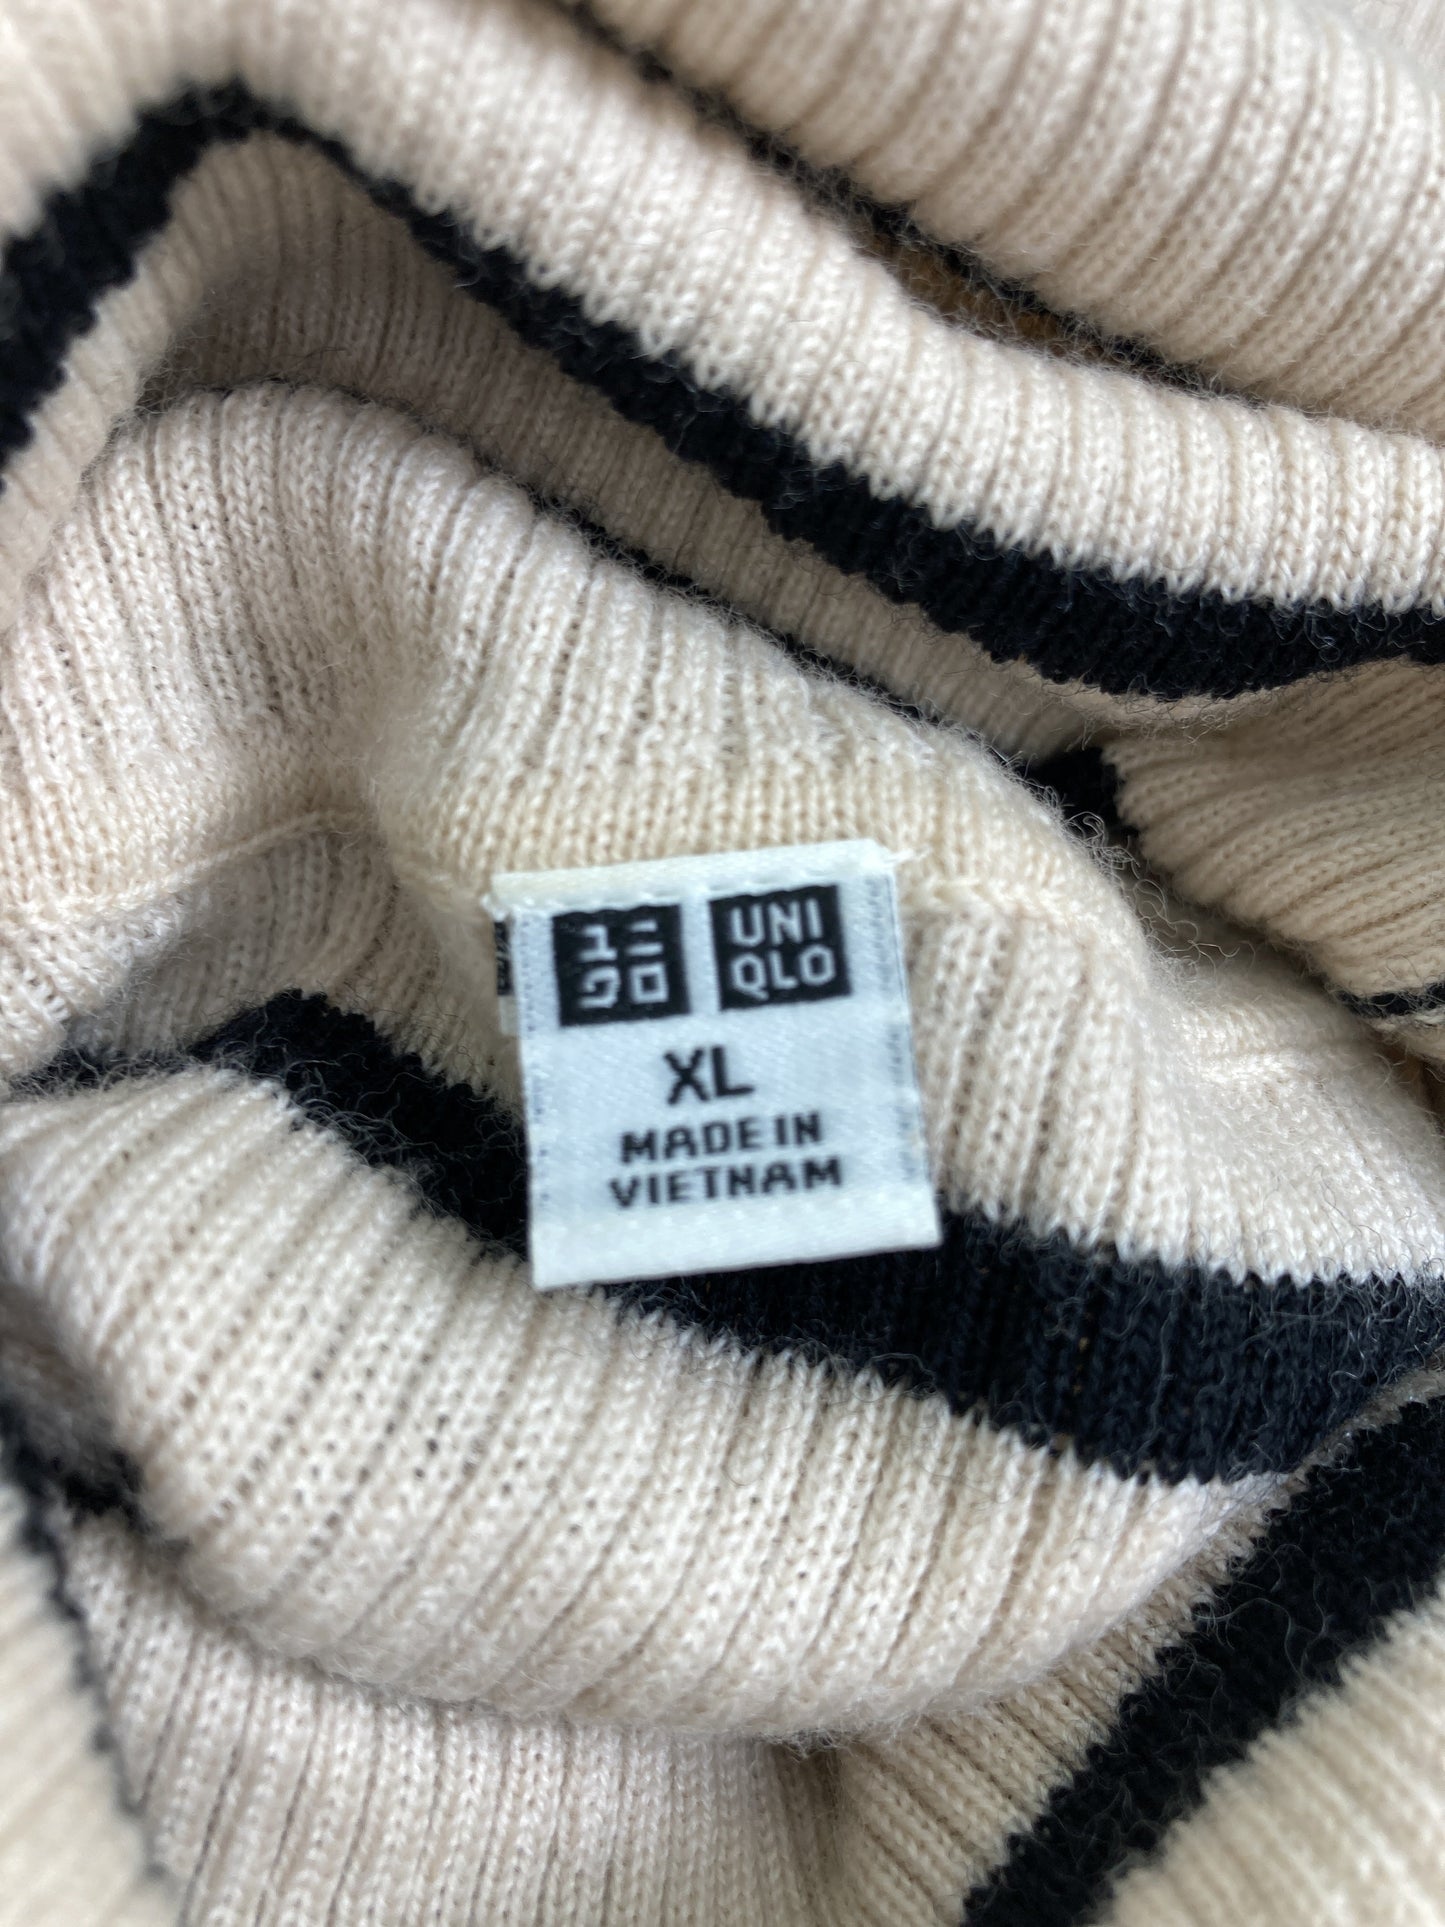 ユニ
クロ
UNI
QLO
XL
MADE IN
VIETNAM